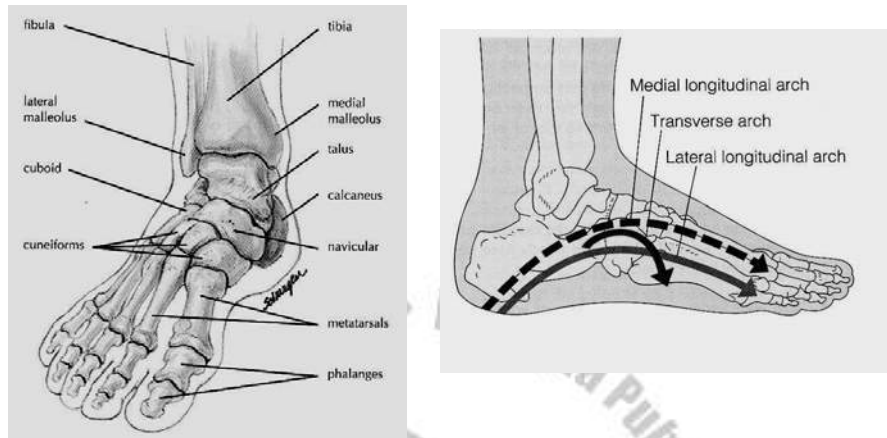 fibula
tibia
lateral
malleolus
medial
malleolus
talus
cuboid
calcaneus
cuneiforms
navicular
metatarsals
phalanges
Medial longitudinal arch
Transverse arch
Lateral longitudinal arch